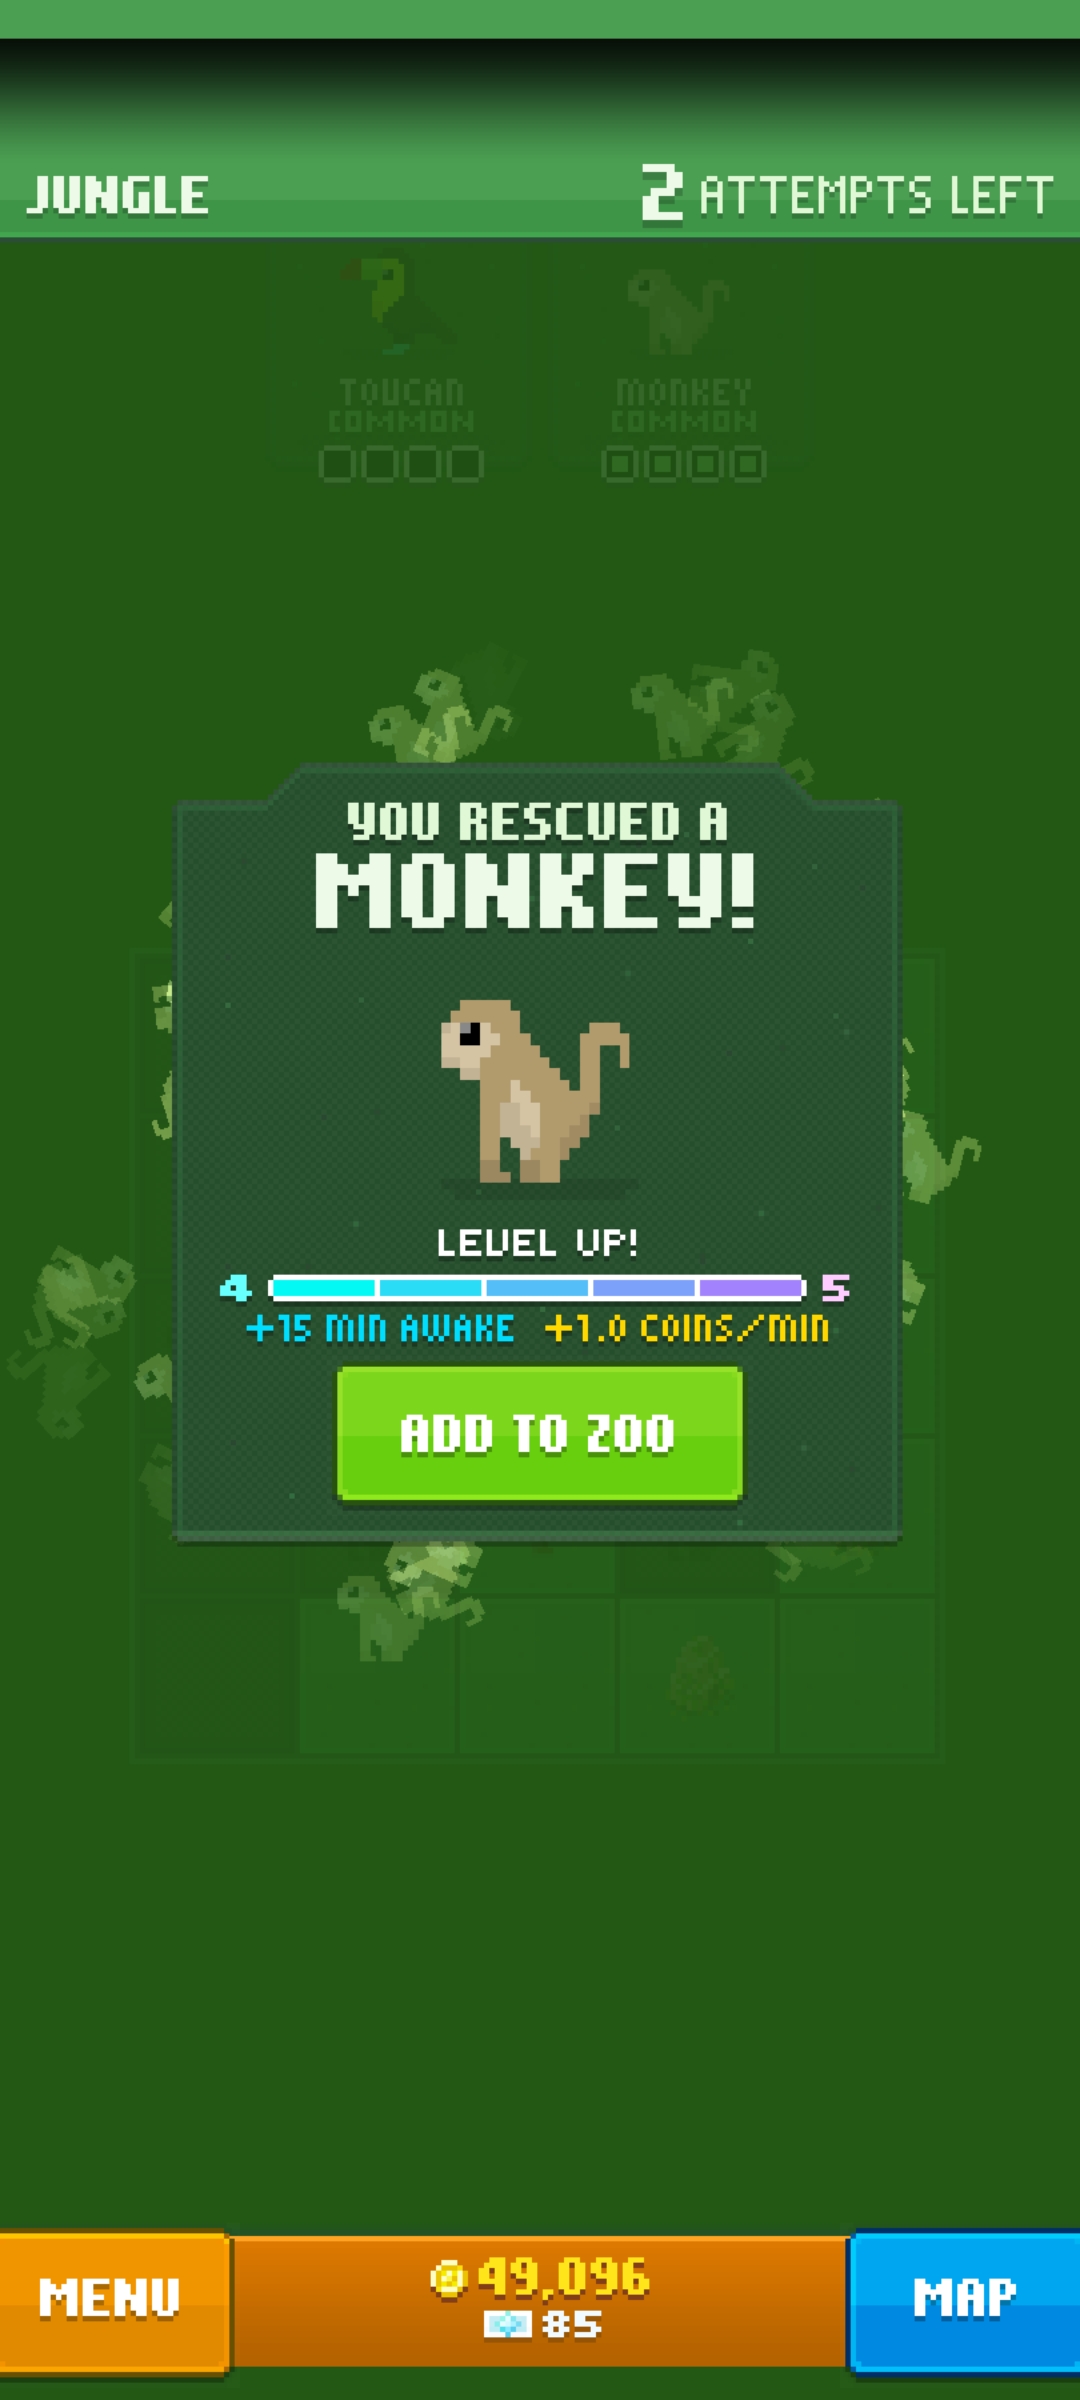 JUNGLE
2 ATTEMPTS LEFT
TOUCAN
COMMON
MONKEY
COMMON
YOU RESCUED A
MONKEY!
LEVEL UP!
4 5
+15 MIN AWAKE +1.0 COINS/MIN
ADD TO ZOO
MENU
49,096
85
MAP